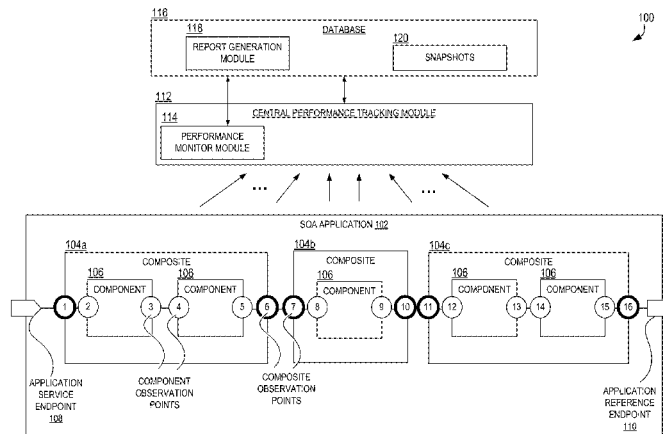 100
116
DATABASE
118
REPORT GENERATION
MODULE
120
SNAPSHOTS
112
CENTRAL PERFORMANCE TRACKING MODULE
114
PERFORMANCE
MONITOR MODULE
... ...
SOA APPLICATION 102
104a
COMPOSITE
106
COMPONENT
106
COMPONENT
104b
COMPOSITE
106
COMPONENT
104c
COMPOSITE
106
COMPONENT
106
COMPONENT
1 2 3 4 5 6 7 8 9 10 11 12 13 14 15 16
APPLICATION
SERVICE
ENDPOINT
108
COMPONENT
OBSERVATION
POINTS
COMPOSITE
OBSERVATION
POINTS
APPLICATION
REFERENCE
ENDPOINT
110